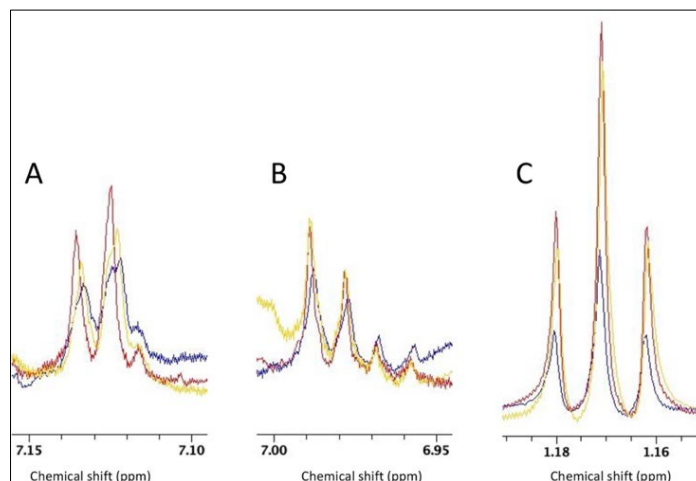 A B C
7.15 7.10 7.00 6.95 1.18 1.16
Chemical shift (ppm) Chemical shift (ppm) Chemical shift (ppm)